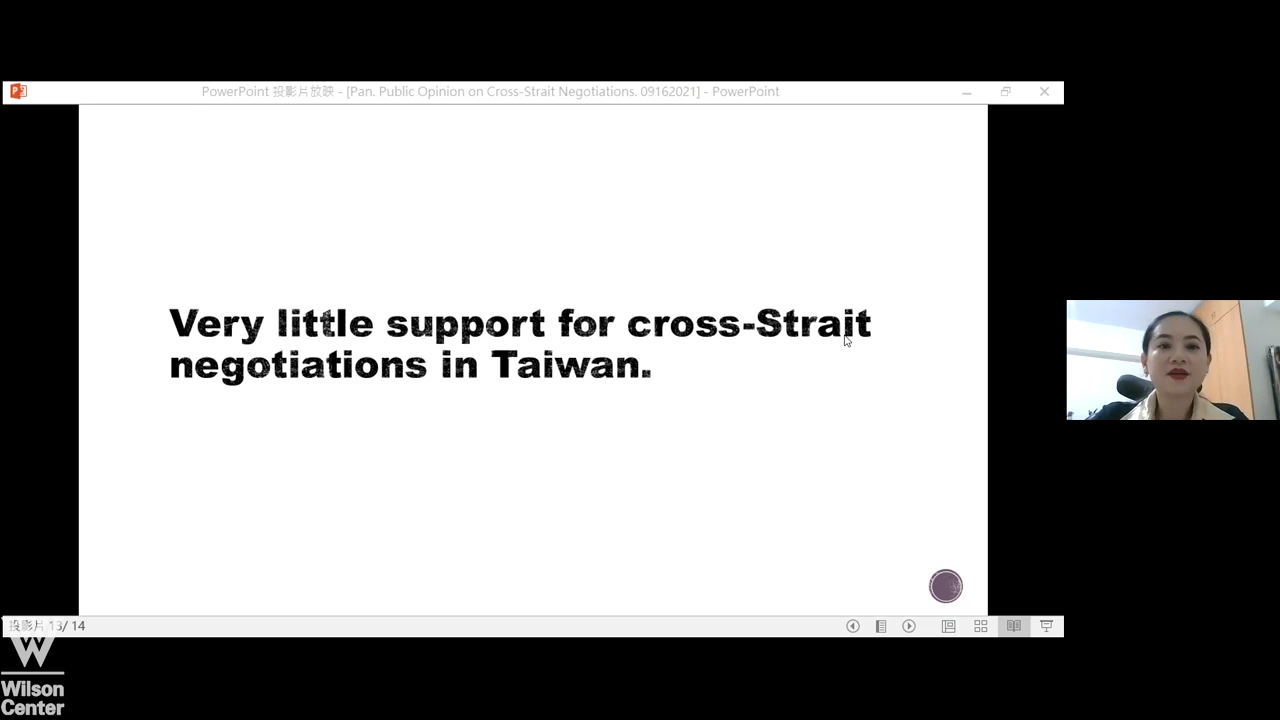 PowerPoint 投影片放映 - [Pan. Public Opinion on Cross-Strait Negotiations. 09162021] - PowerPoint
Very little support for cross-Strait
negotiations in Taiwan.
投影片 13/ 14
Wilson
Center